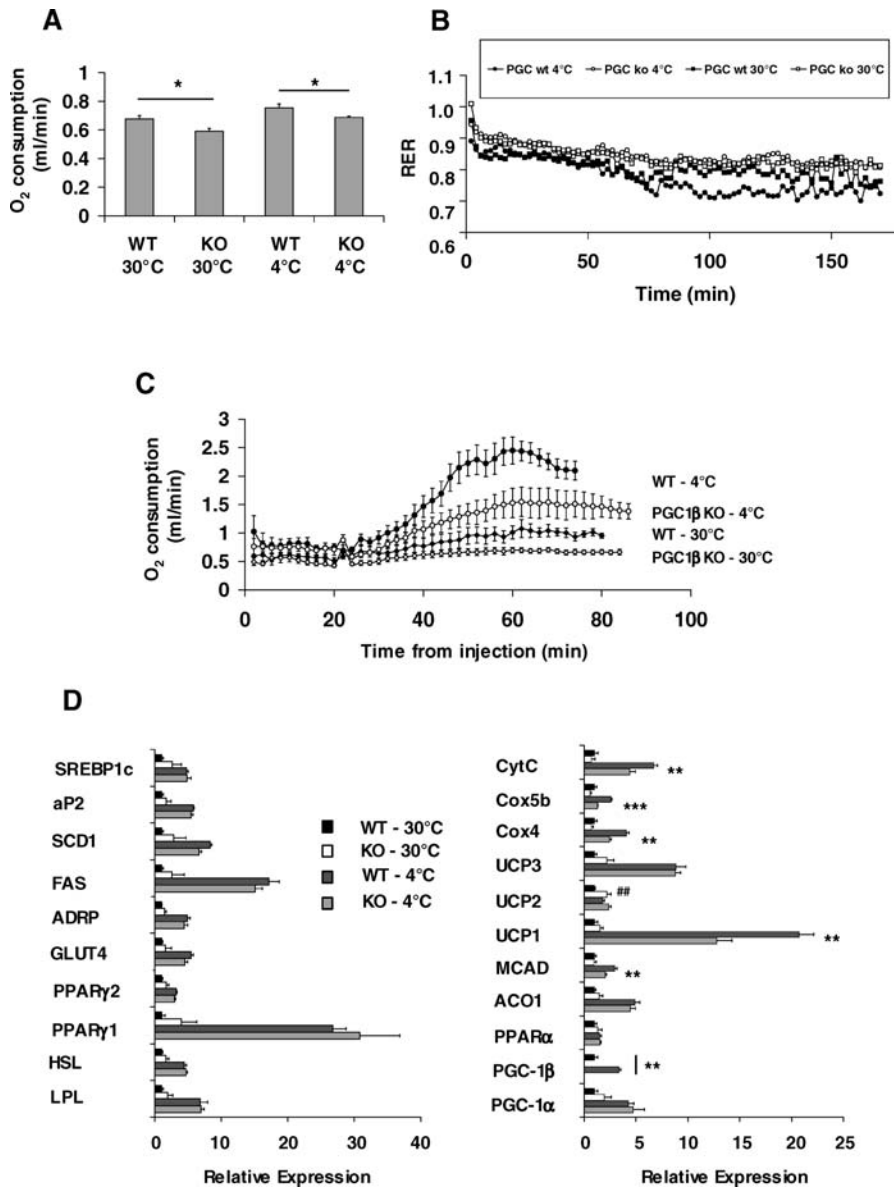 A
O2 consumption
(ml/min)
1
0.8
0.6
0.4
0.2
0
*
*
WT
30°C
KO
30°C
WT
4°C
KO
4°C
B
PGC wt 4°C
PGC ko 4°C
PGC wt 30°C
PGC ko 30°C
RER
1.1
1.0
0.9
0.8
0.7
0.6
0
50
100
150
Time (min)
C
O2 consumption
(ml/min)
3
2.5
2
1.5
1
0.5
0
0
20
40
60
80
100
WT - 4°C
PGC1β KO - 4°C
WT - 30°C
PGC1β KO - 30°C
Time from injection (min)
D
SREBP1c
aP2
SCD1
FAS
ADRP
GLUT4
PPARγ2
PPARγ1
HSL
LPL
0
10
20
30
40
Relative Expression
WT - 30°C
KO - 30°C
WT - 4°C
KO - 4°C
CytC
**
Cox5b
***
Cox4
**
UCP3
UCP2
##
UCP1
**
MCAD
**
ACO1
PPARα
PGC-1β
**
PGC-1α
0
5
10
15
20
25
Relative Expression